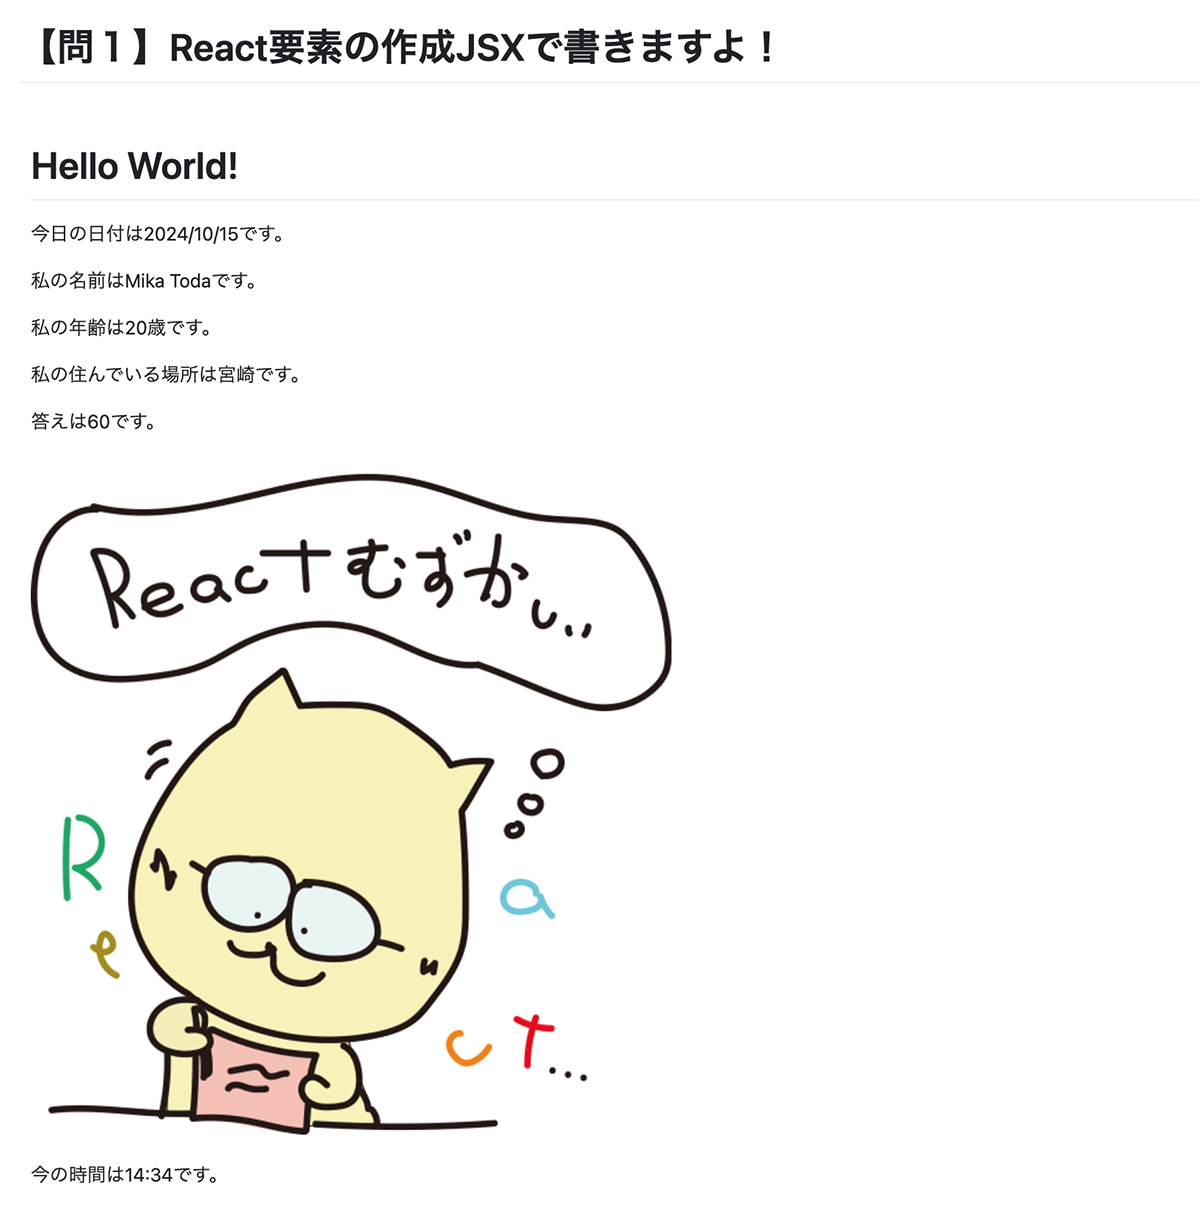 【問１】React要素の作成JSXで書きますよ！
Hello World!
今日の日付は2024/10/15です。
私の名前はMika Todaです。
私の年齢は20歳です。
私の住んでいる場所は宮崎です。
答えは60です。
Reactむずかし..
R
e
a
c
T...
今の時間は14:34です。